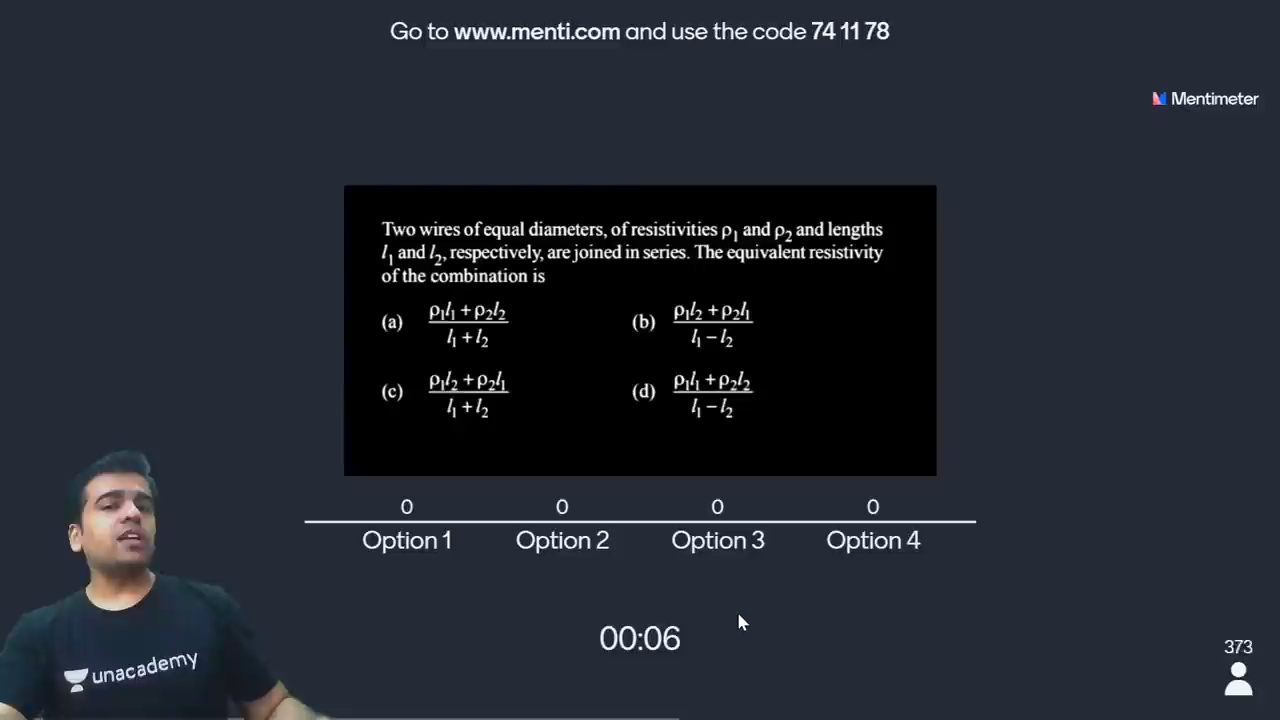 Go to www.menti.com and use the code 74 11 78
Mentimeter
Two wires of equal diameters, of resistivities ρ₁ and ρ₂ and lengths
l₁ and l₂, respectively, are joined in series. The equivalent resistivity
of the combination is
(a) (ρ₁l₁ + ρ₂l₂)/(l₁ + l₂) (b) (ρ₁l₂ + ρ₂l₁)/(l₁ − l₂)
(c) (ρ₁l₂ + ρ₂l₁)/(l₁ + l₂) (d) (ρ₁l₁ + ρ₂l₂)/(l₁ − l₂)
0 0 0 0
Option 1 Option 2 Option 3 Option 4
00:06
373
unacademy